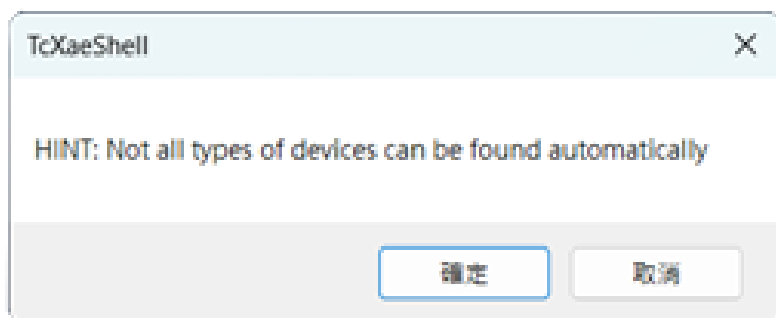 TcXaeShell
HINT: Not all types of devices can be found automatically
確定
取消